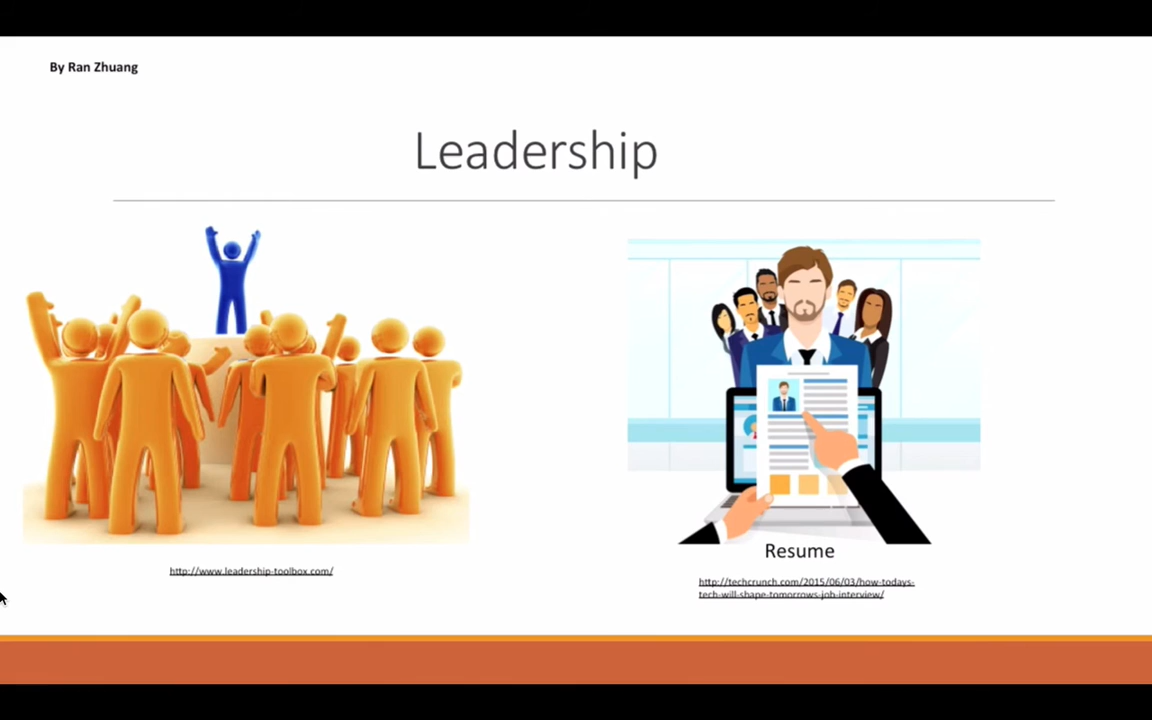 By Ran Zhuang
Leadership
http://www.leadership-toolbox.com/
Resume
http://techcrunch.com/2015/06/03/how-todays-
tech-will-shape-tomorrows-job-interview/